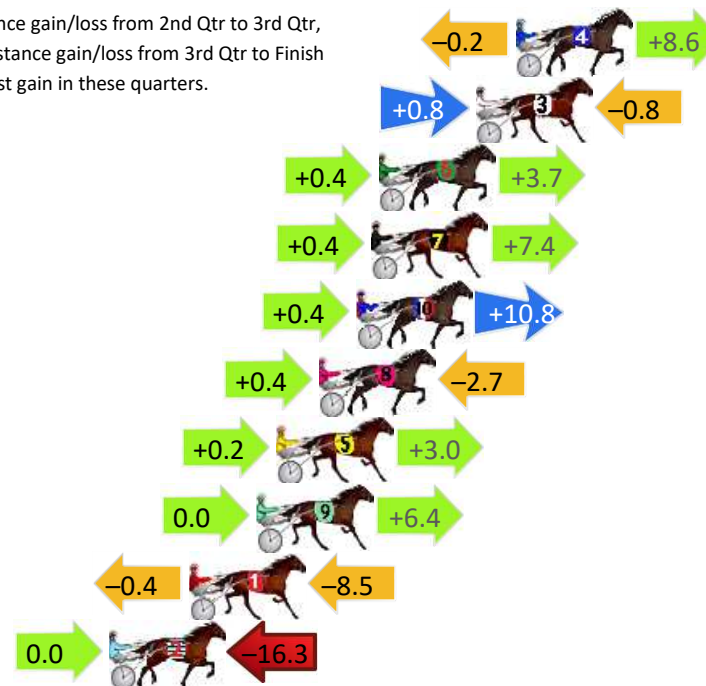 nce gain/loss from 2nd Qtr to 3rd Qtr,
stance gain/loss from 3rd Qtr to Finish
st gain in these quarters.
–0.2 4 +8.6
+0.8 3 –0.8
+0.4 +3.7
+0.4 7 +7.4
+0.4 10 +10.8
+0.4 8 –2.7
+0.2 5 +3.0
0.0 9 +6.4
–0.4 1 –8.5
0.0 2 –16.3